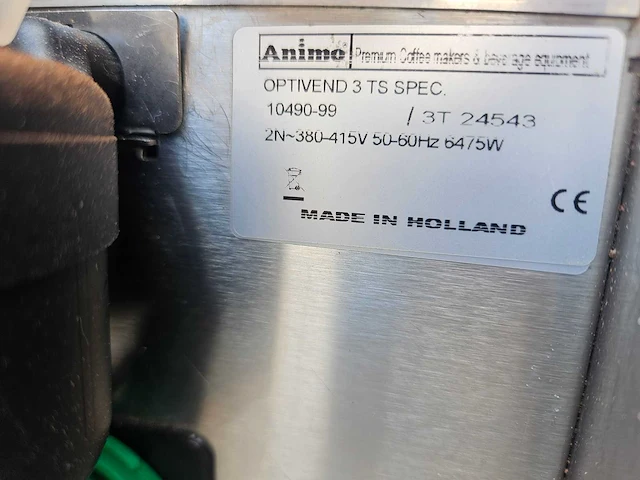 Animo Premium Coffee makers & beverage equipment
OPTIVEND 3 TS SPEC.
10490-99 / 3T 24543
2N~380-415V 50-60Hz 6475W
CE
MADE IN HOLLAND